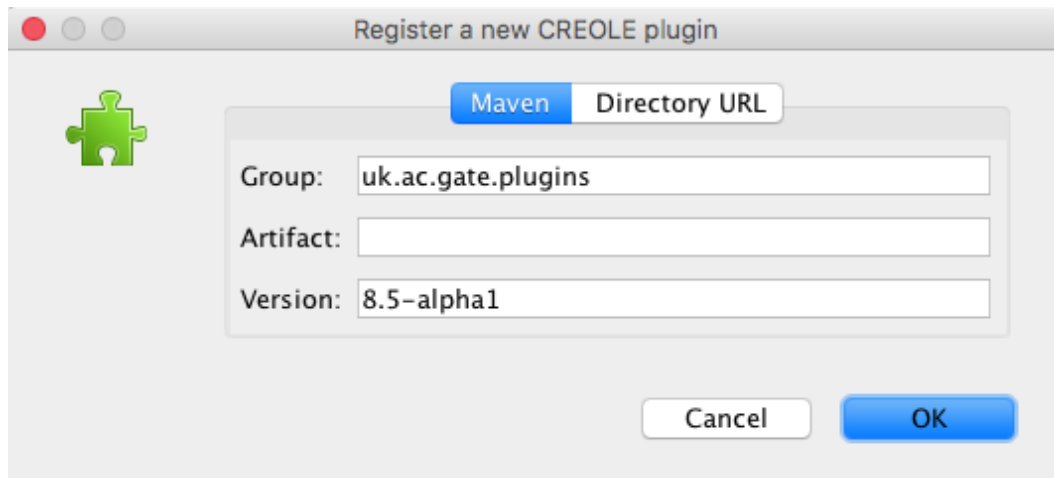 Register a new CREOLE plugin
Maven Directory URL
Group: uk.ac.gate.plugins
Artifact:
Version: 8.5-alpha1
Cancel OK